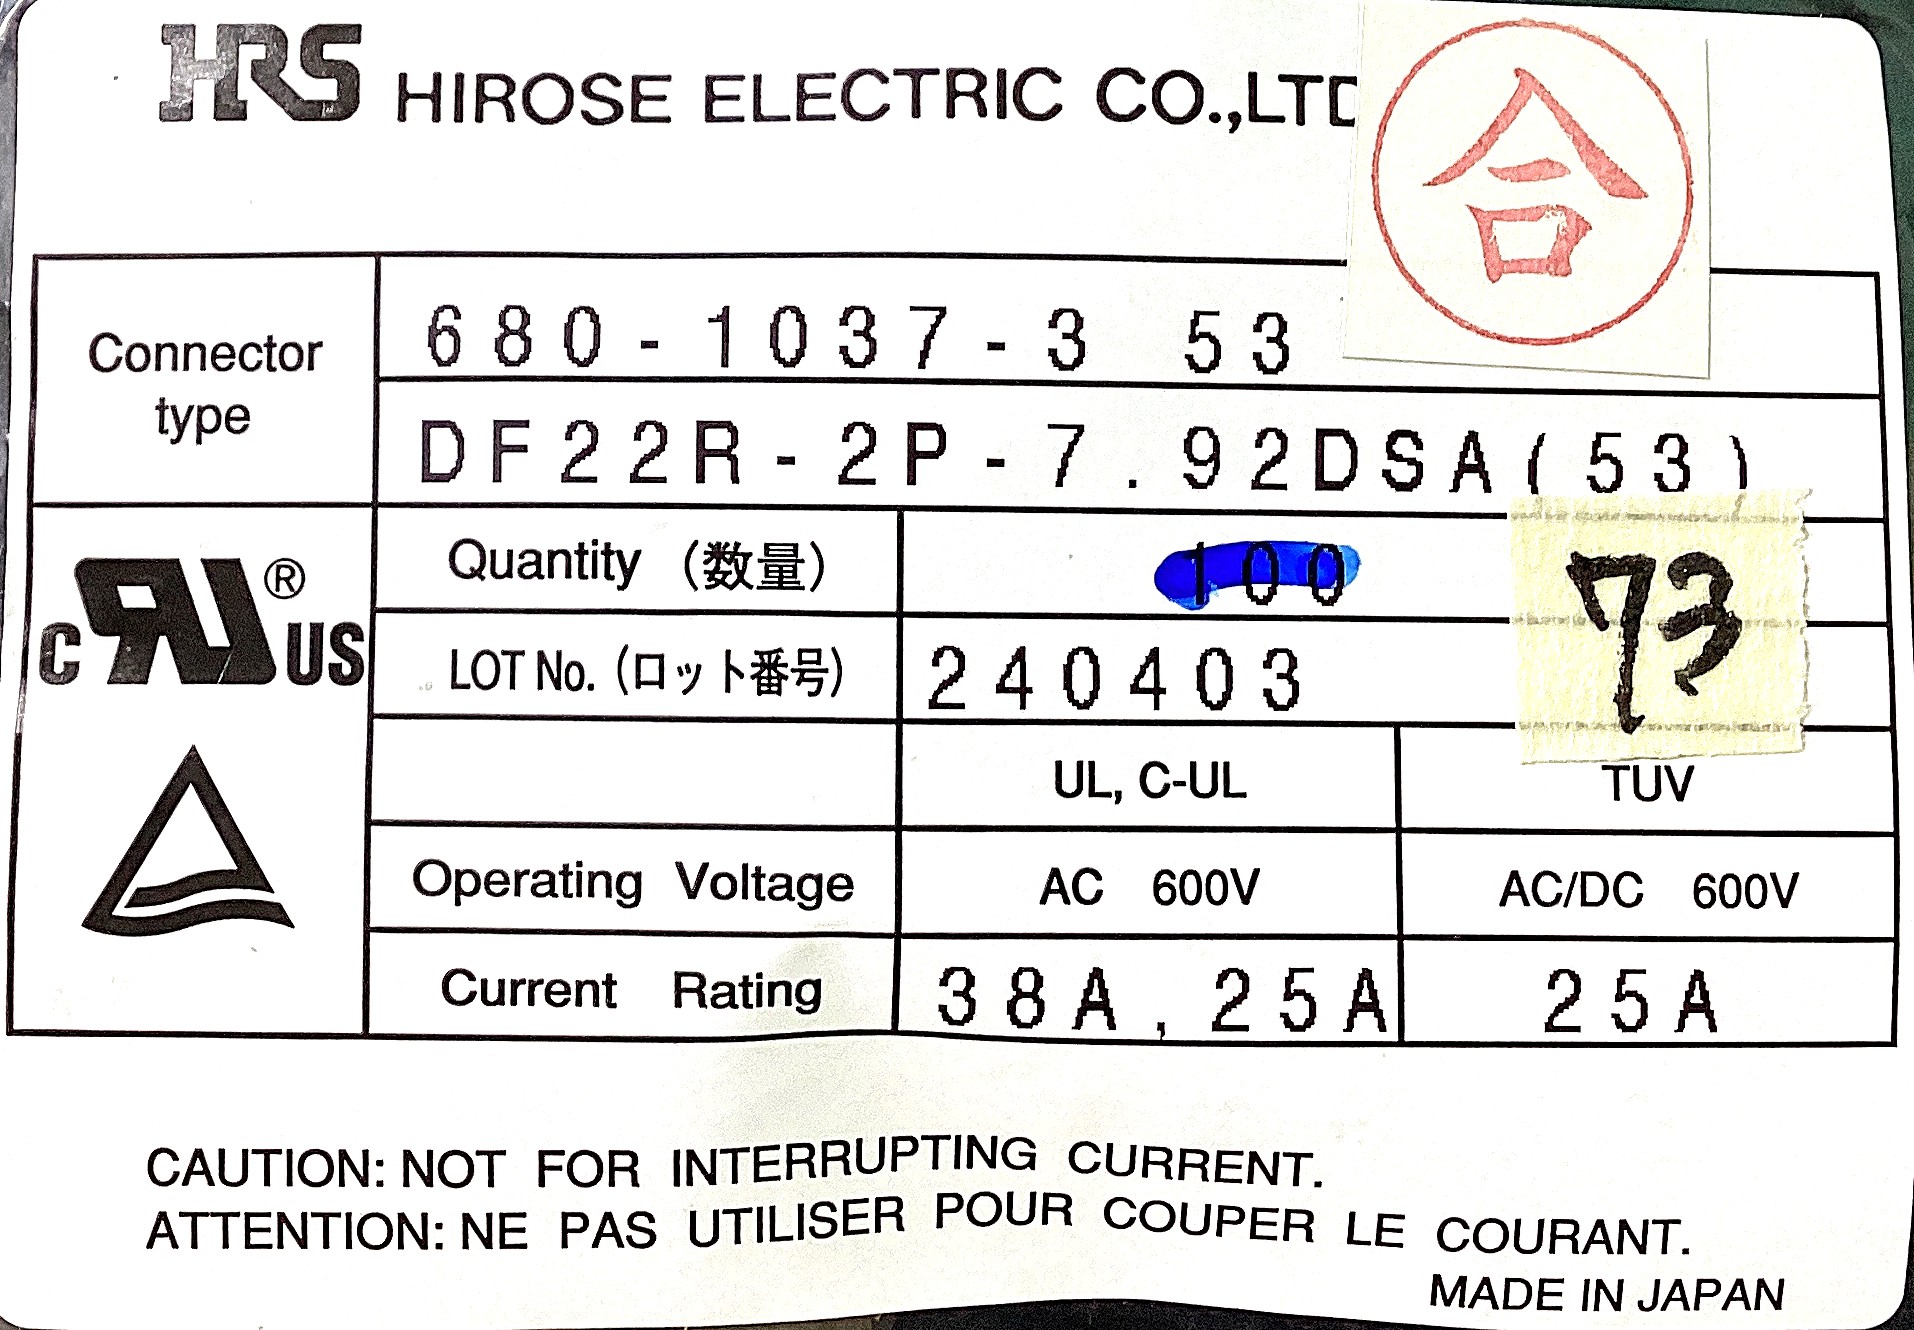 HRS HIROSE ELECTRIC CO.,LTD
合
Connector type
680-1037-3 53
DF22R-2P-7.92DSA(53)
Quantity (数量) 100
73
LOT No. (ロット番号) 240403
C RU ® US
UL, C-UL TUV
Operating Voltage AC 600V AC/DC 600V
Current Rating 38A,25A 25A
CAUTION: NOT FOR INTERRUPTING CURRENT.
ATTENTION: NE PAS UTILISER POUR COUPER LE COURANT.
MADE IN JAPAN